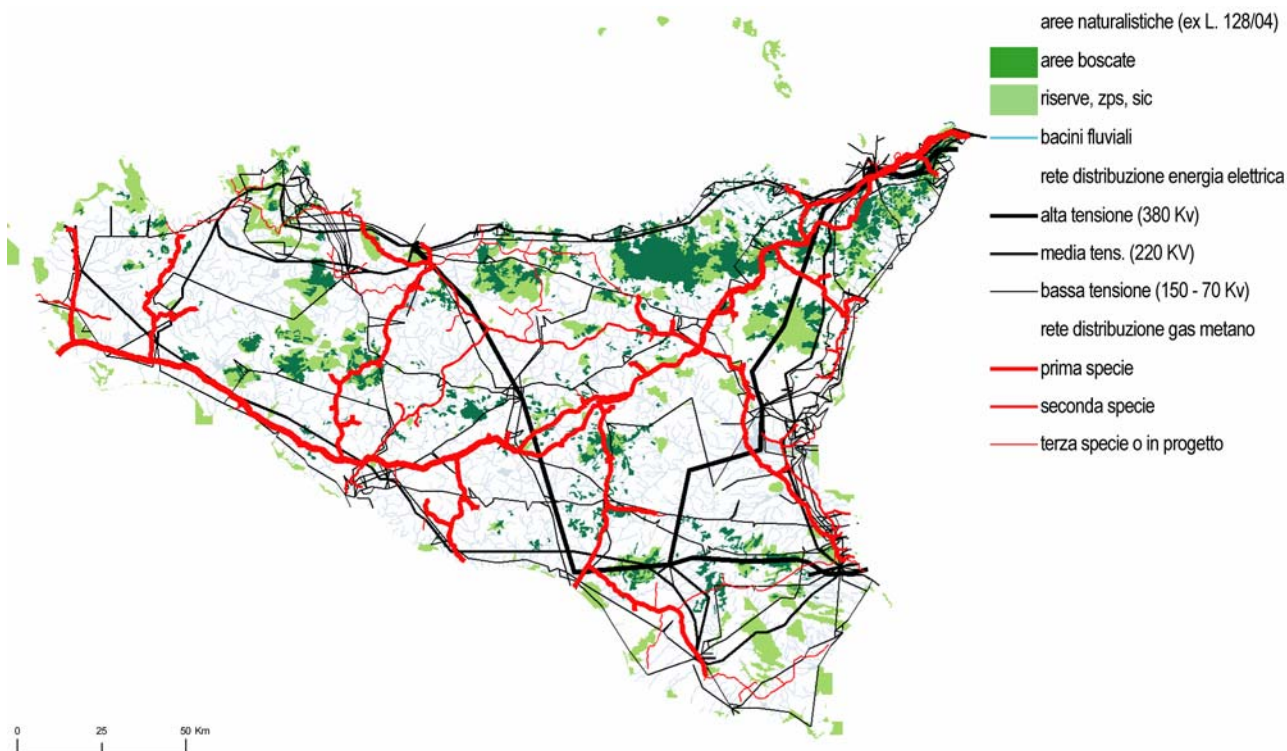 aree naturalistiche (ex L. 128/04)
aree boscate
riserve, zps, sic
bacini fluviali
rete distribuzione energia elettrica
alta tensione (380 Kv)
media tens. (220 KV)
bassa tensione (150 - 70 Kv)
rete distribuzione gas metano
prima specie
seconda specie
terza specie o in progetto
0 25 50 Km